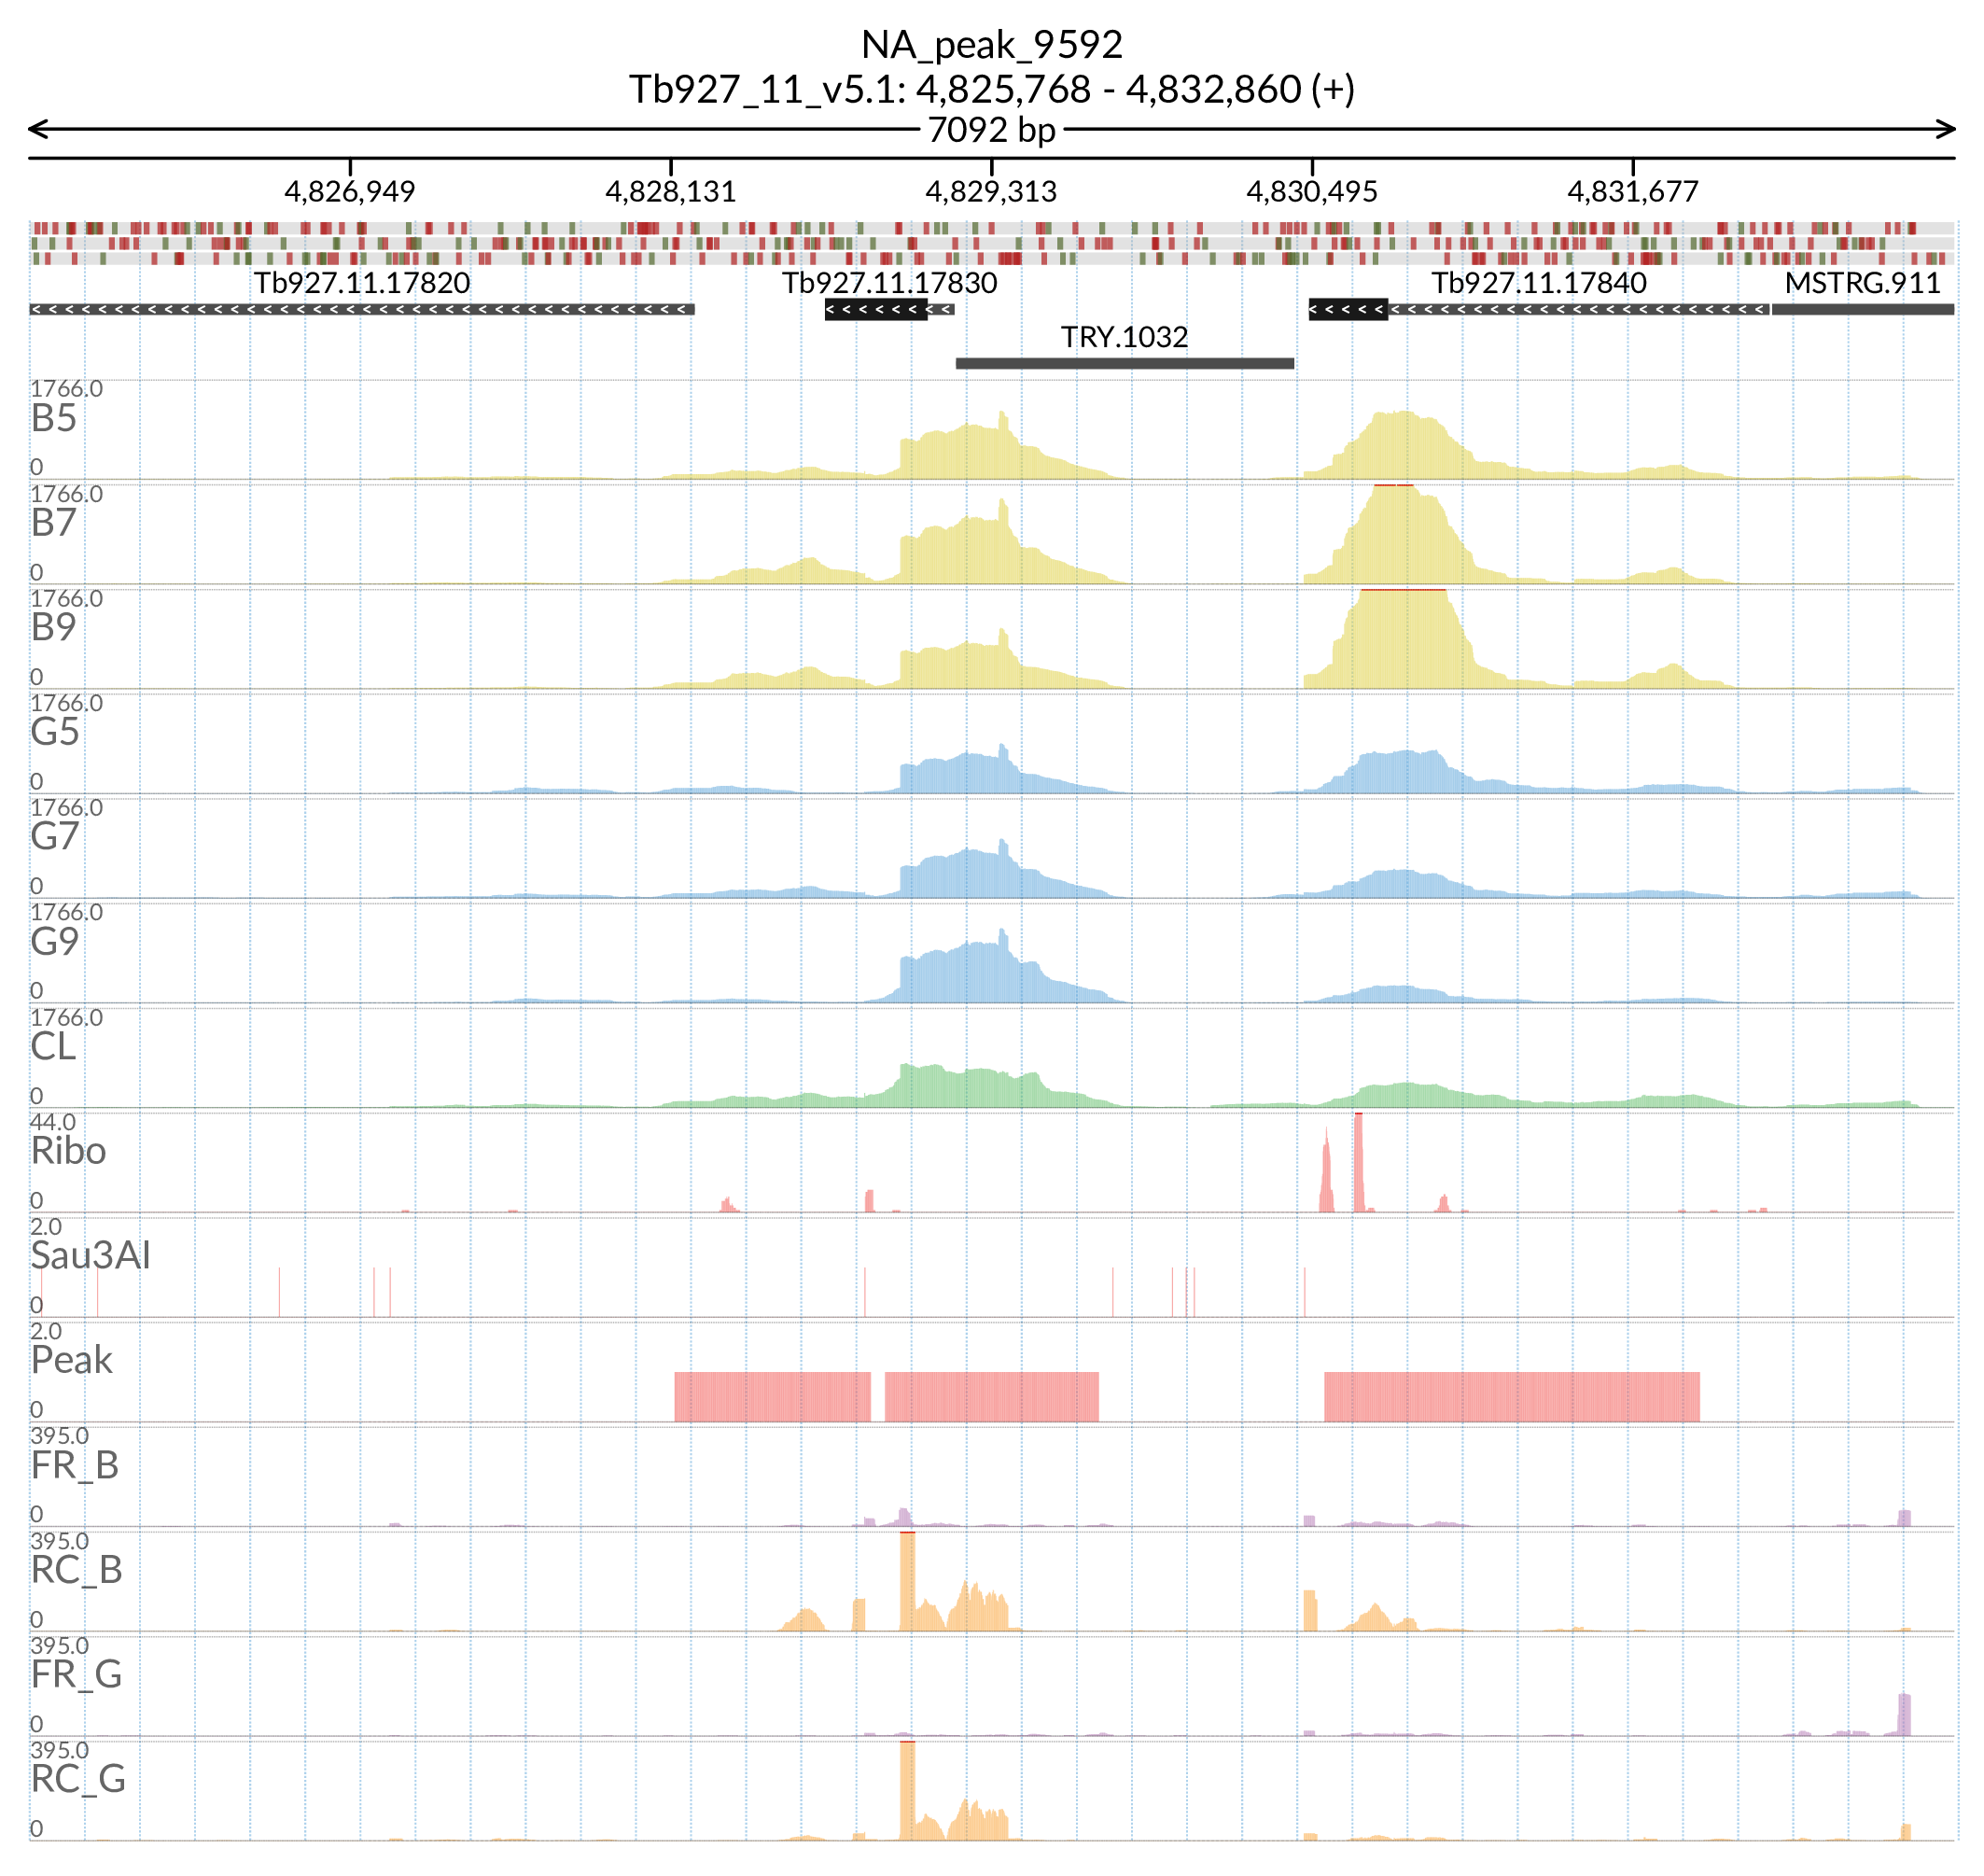 NA_peak_9592
Tb927_11_v5.1: 4,825,768 - 4,832,860 (+)
7092 bp
4,826,949 4,828,131 4,829,313 4,830,495 4,831,677
Tb927.11.17820 Tb927.11.17830 Tb927.11.17840 MSTRG.911
TRY.1032
1766.0
B5
0
1766.0
B7
0
1766.0
B9
0
1766.0
G5
0
1766.0
G7
0
1766.0
G9
0
1766.0
CL
0
44.0
Ribo
0
2.0
Sau3AI
0
2.0
Peak
0
395.0
FR_B
0
395.0
RC_B
0
395.0
FR_G
0
395.0
RC_G
0